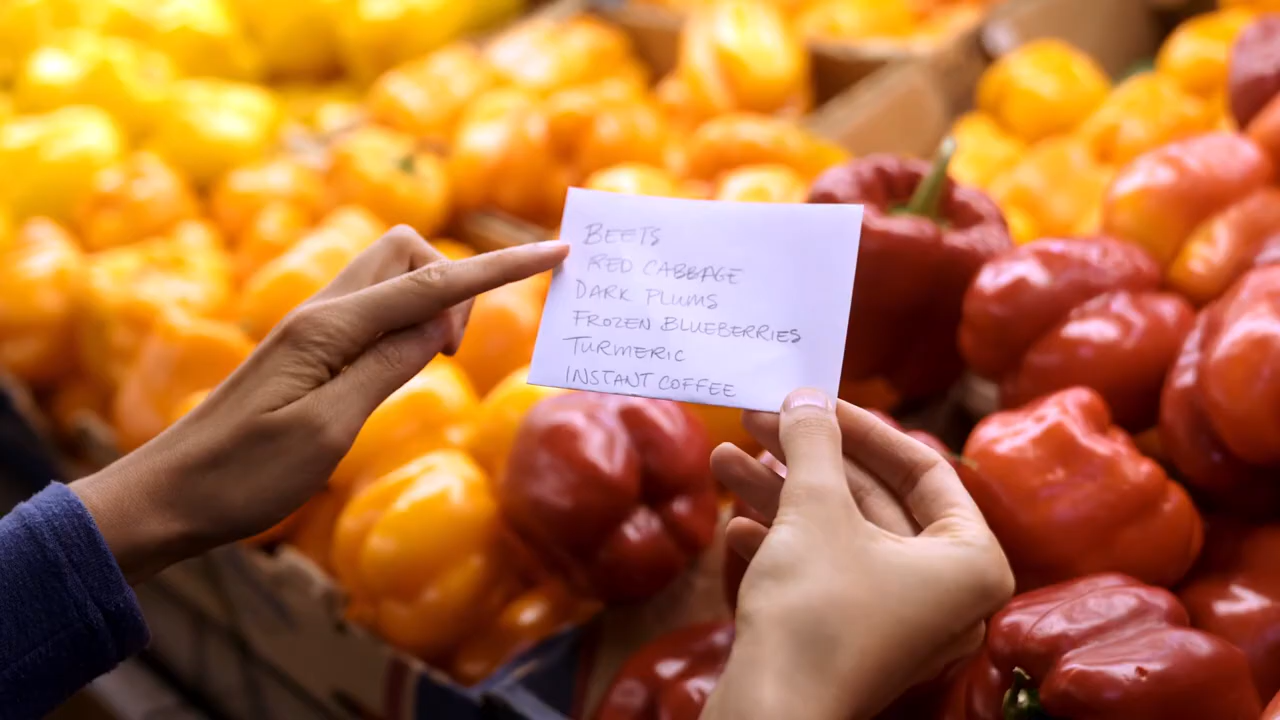 BEETS
RED CABBAGE
DARK PLUMS
FROZEN BLUEBERRIES
TURMERIC
INSTANT COFFEE